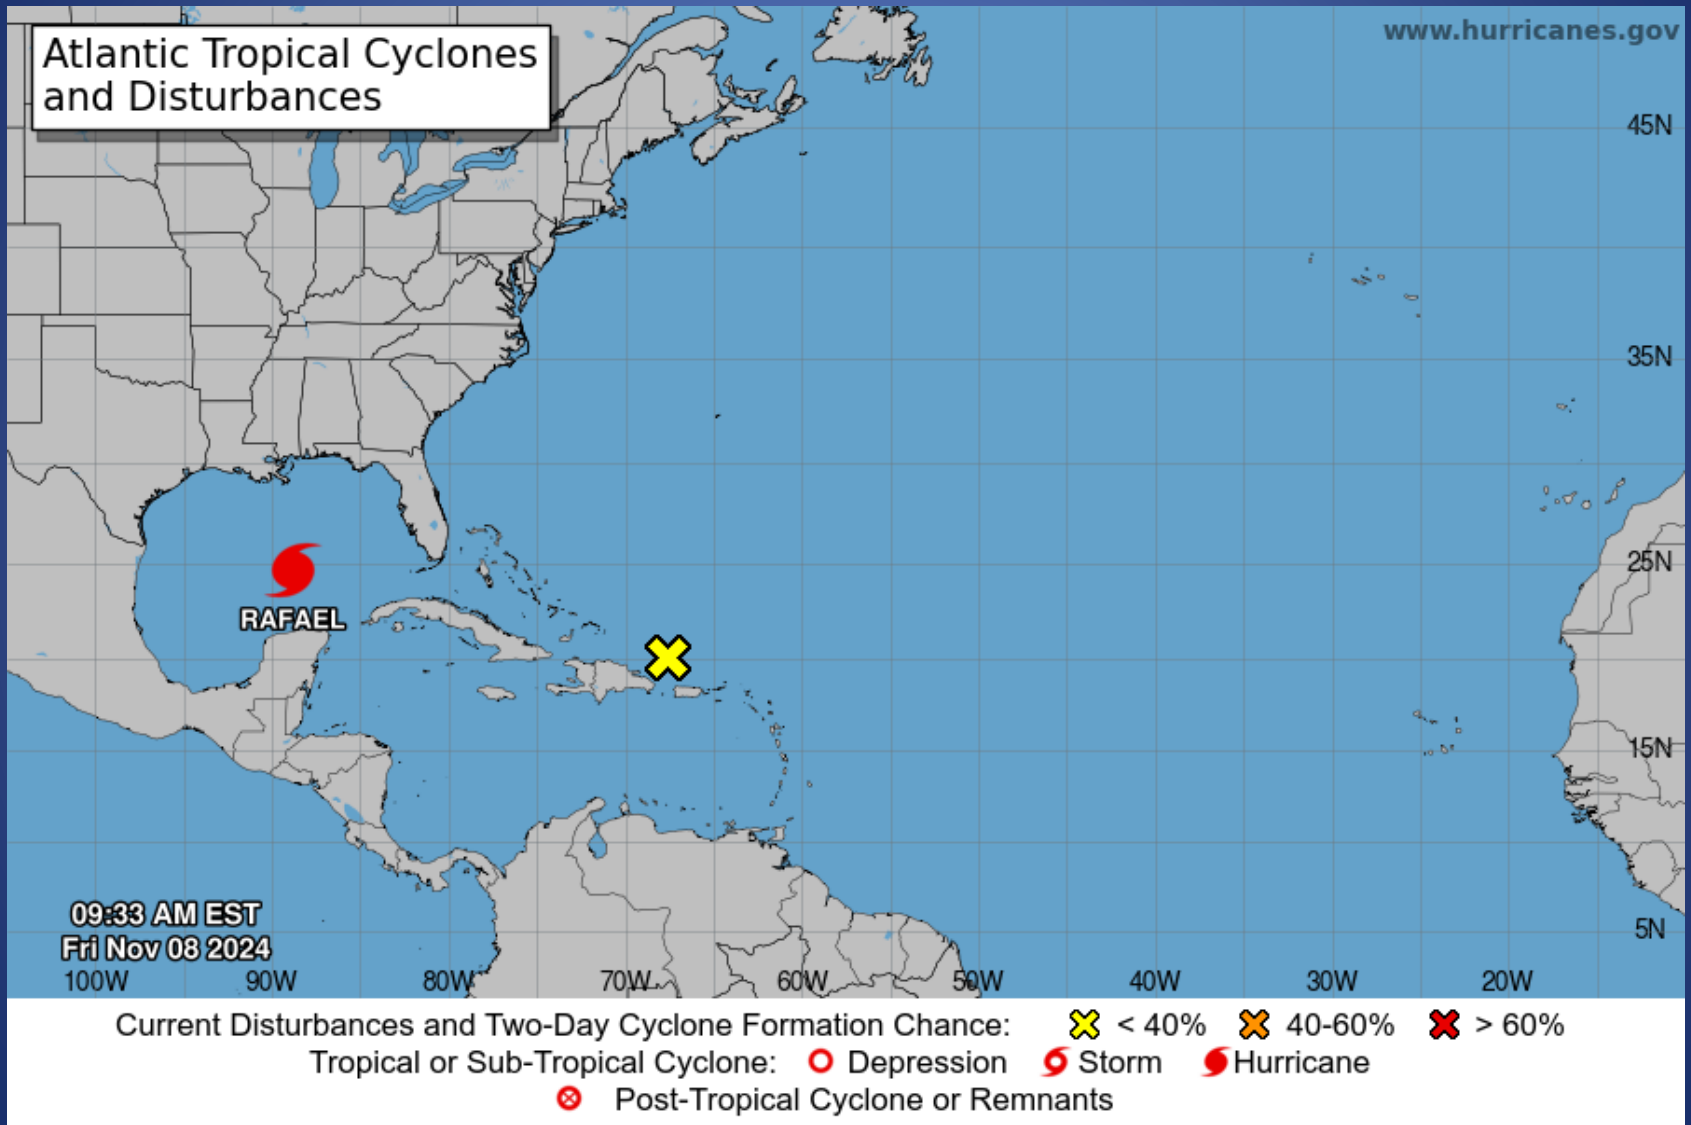 Atlantic Tropical Cyclones
and Disturbances
www.hurricanes.gov
45N
35N
25N
RAFAEL
15N
09:33 AM EST
Fri Nov 08 2024
5N
100W 90W 80W 70W 60W 50W 40W 30W 20W
Current Disturbances and Two-Day Cyclone Formation Chance: < 40% 40-60% > 60%
Tropical or Sub-Tropical Cyclone: Depression Storm Hurricane
Post-Tropical Cyclone or Remnants